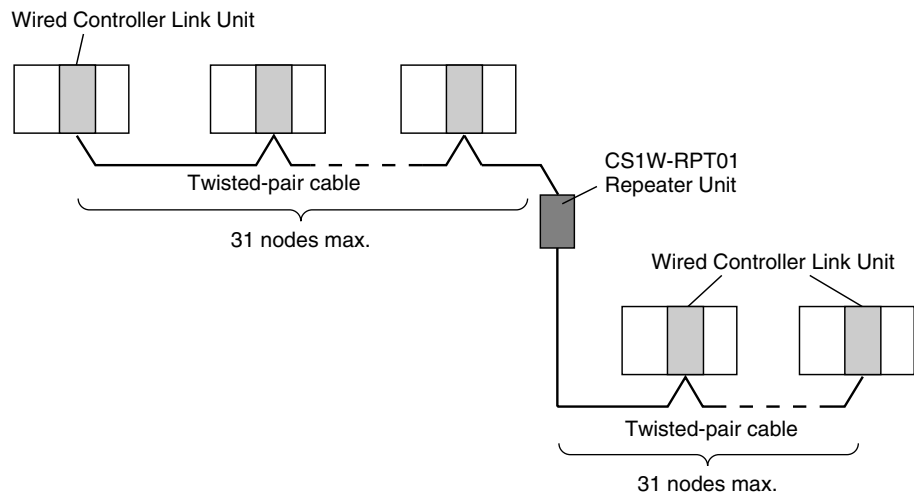 Wired Controller Link Unit
CS1W-RPT01
Repeater Unit
Twisted-pair cable
31 nodes max.
Wired Controller Link Unit
Twisted-pair cable
31 nodes max.